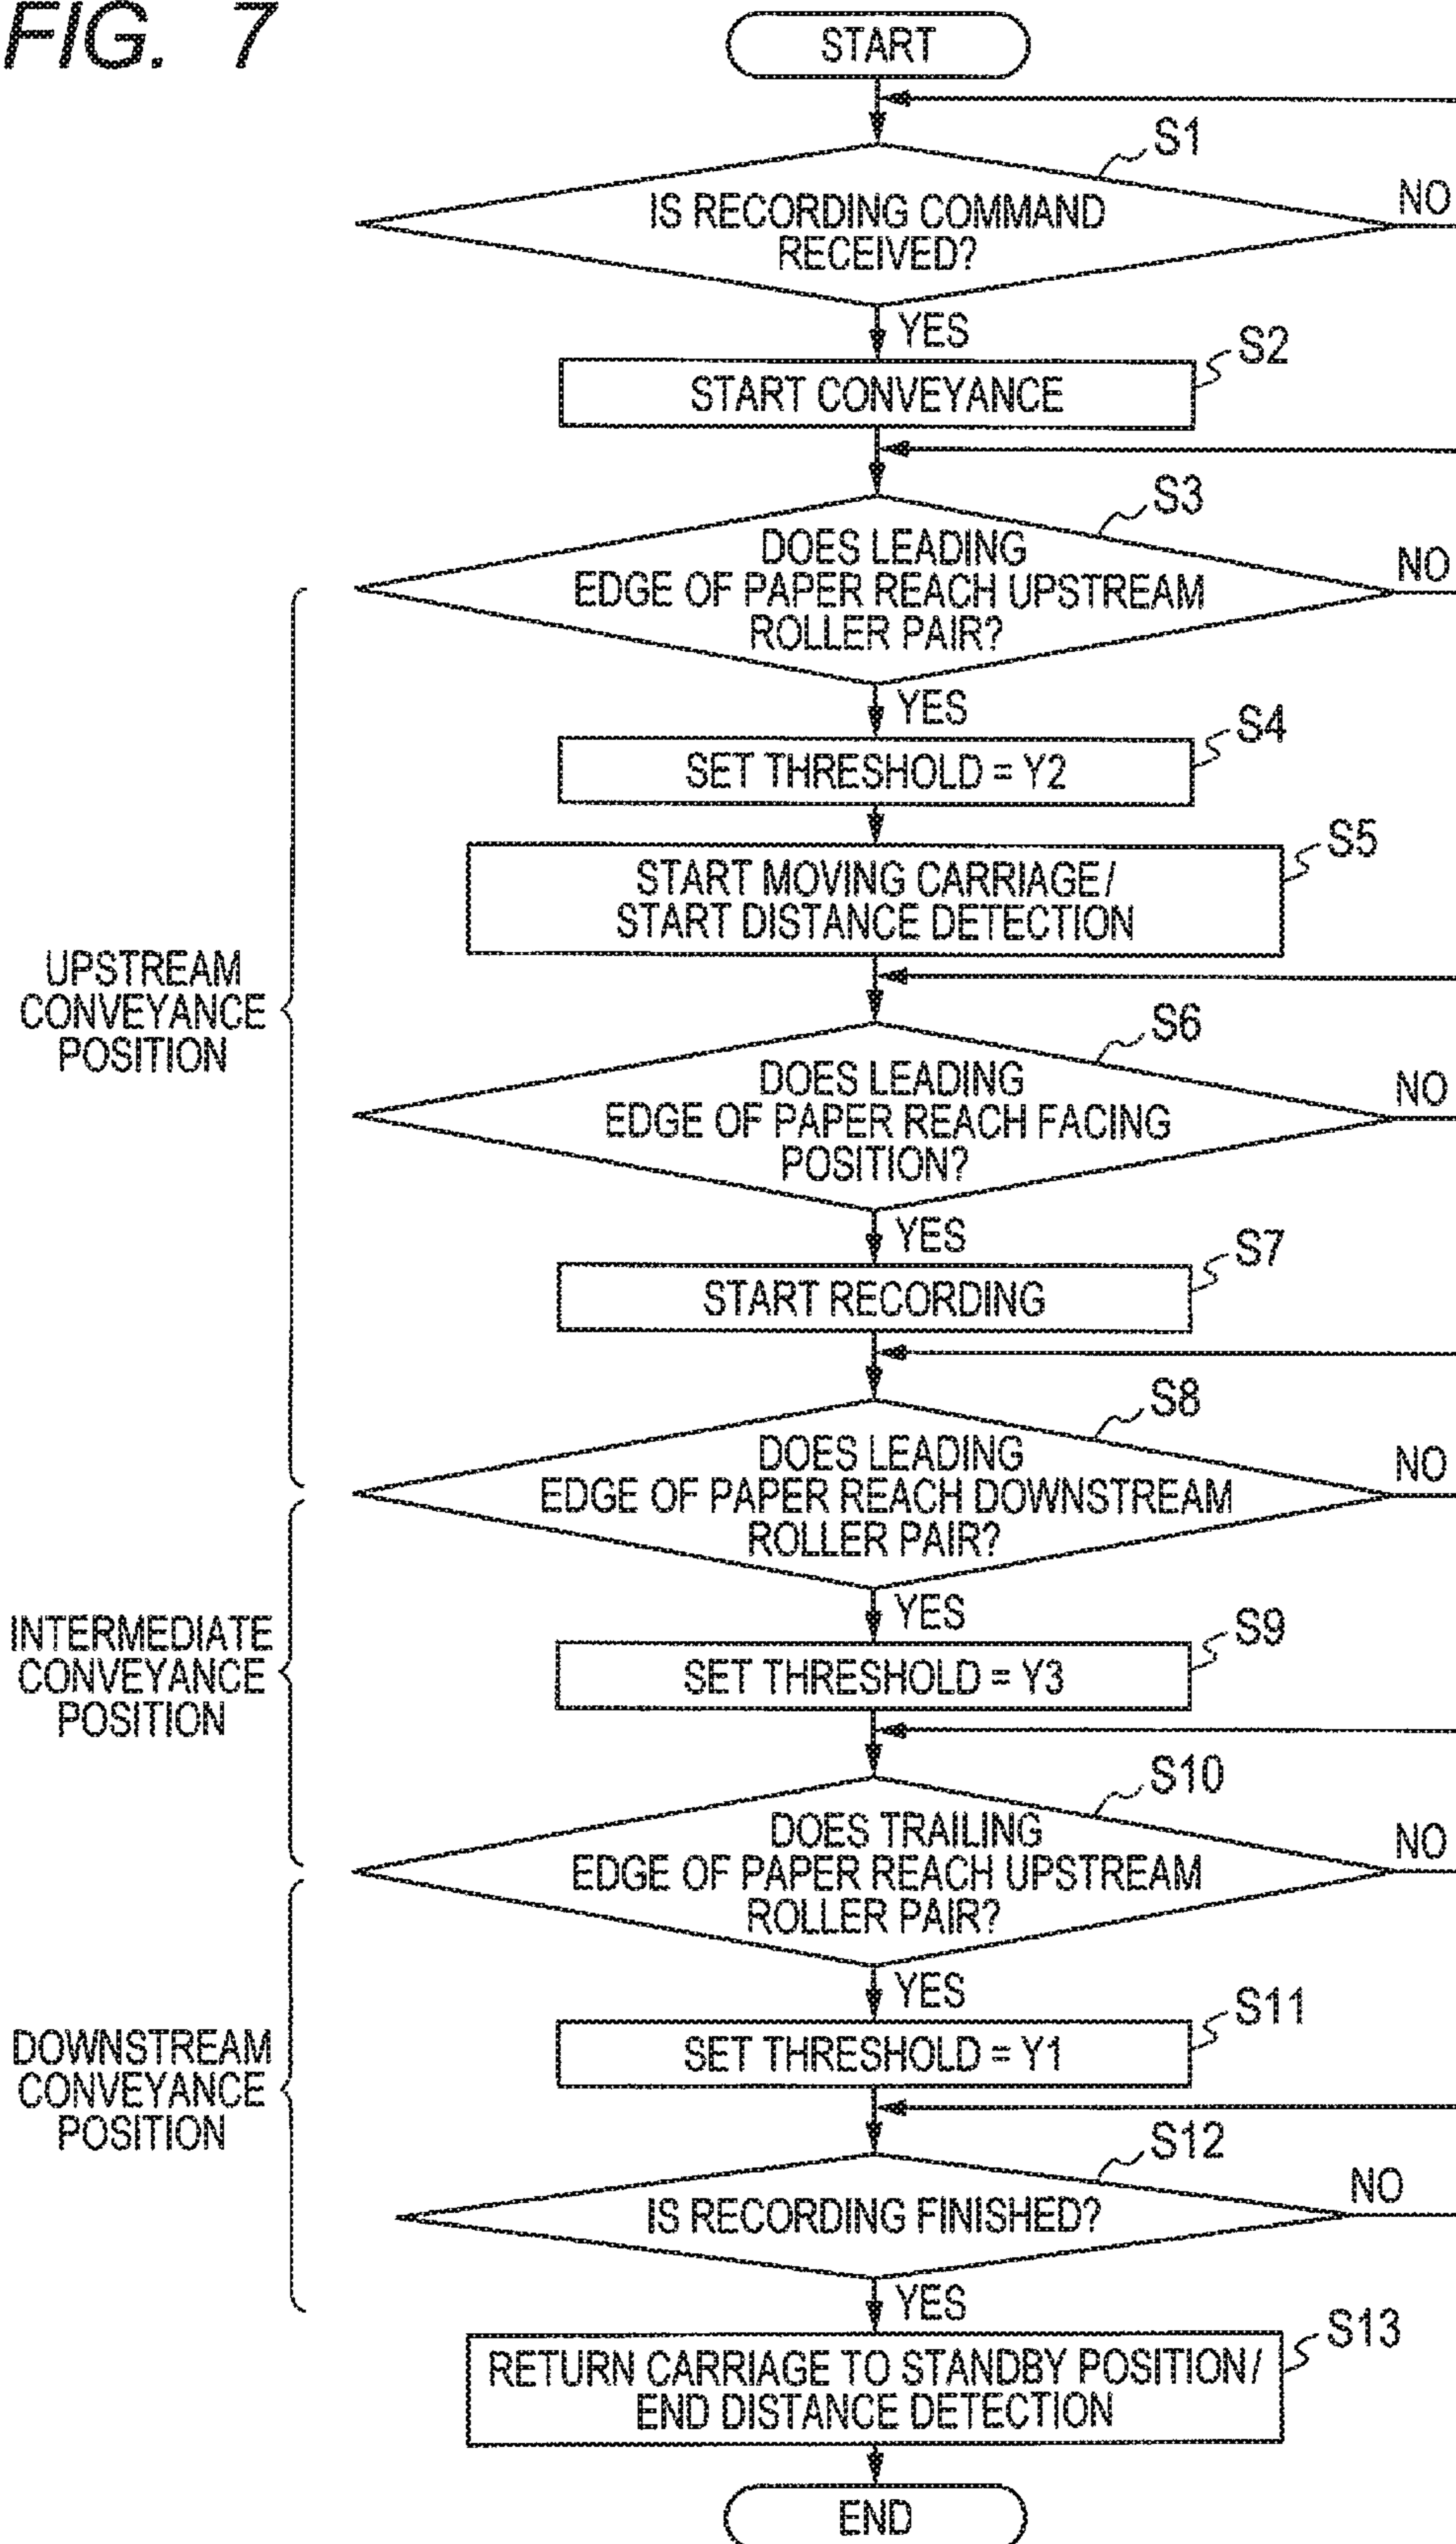 FIG. 7
START
S1
IS RECORDING COMMAND
RECEIVED?
NO
YES
S2
START CONVEYANCE
S3
DOES LEADING
EDGE OF PAPER REACH UPSTREAM
ROLLER PAIR?
NO
YES
S4
SET THRESHOLD = Y2
S5
START MOVING CARRIAGE/
START DISTANCE DETECTION
UPSTREAM
CONVEYANCE
POSITION
S6
DOES LEADING
EDGE OF PAPER REACH FACING
POSITION?
NO
YES
S7
START RECORDING
S8
DOES LEADING
EDGE OF PAPER REACH DOWNSTREAM
ROLLER PAIR?
NO
YES
INTERMEDIATE
CONVEYANCE
POSITION
S9
SET THRESHOLD = Y3
S10
DOES TRAILING
EDGE OF PAPER REACH UPSTREAM
ROLLER PAIR?
NO
YES
DOWNSTREAM
CONVEYANCE
POSITION
S11
SET THRESHOLD = Y1
S12
IS RECORDING FINISHED?
NO
YES
S13
RETURN CARRIAGE TO STANDBY POSITION/
END DISTANCE DETECTION
END